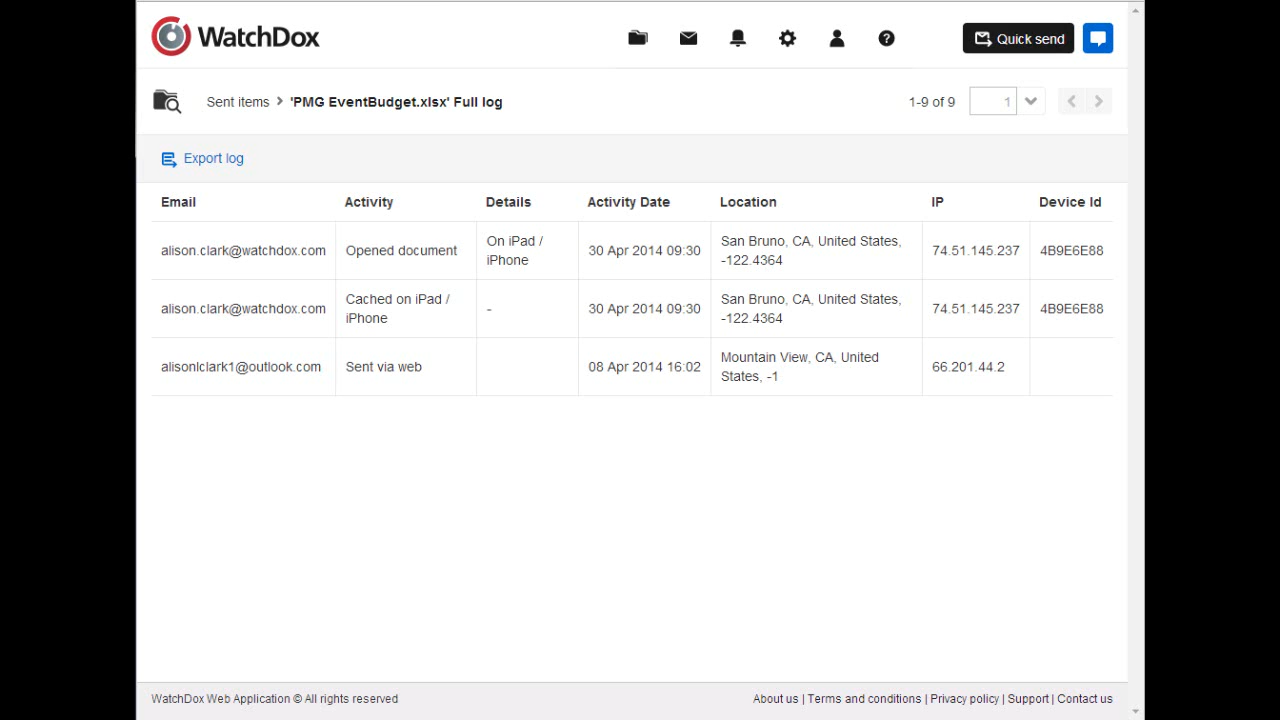 WatchDox
Quick send
Sent items > 'PMG EventBudget.xlsx' Full log
1-9 of 9
1
Export log
Email Activity Details Activity Date Location IP Device Id
alison.clark@watchdox.com Opened document On iPad / iPhone 30 Apr 2014 09:30 San Bruno, CA, United States, -122.4364 74.51.145.237 4B9E6E88
alison.clark@watchdox.com Cached on iPad / iPhone - 30 Apr 2014 09:30 San Bruno, CA, United States, -122.4364 74.51.145.237 4B9E6E88
alisonlclark1@outlook.com Sent via web 08 Apr 2014 16:02 Mountain View, CA, United States, -1 66.201.44.2
WatchDox Web Application © All rights reserved
About us | Terms and conditions | Privacy policy | Support | Contact us